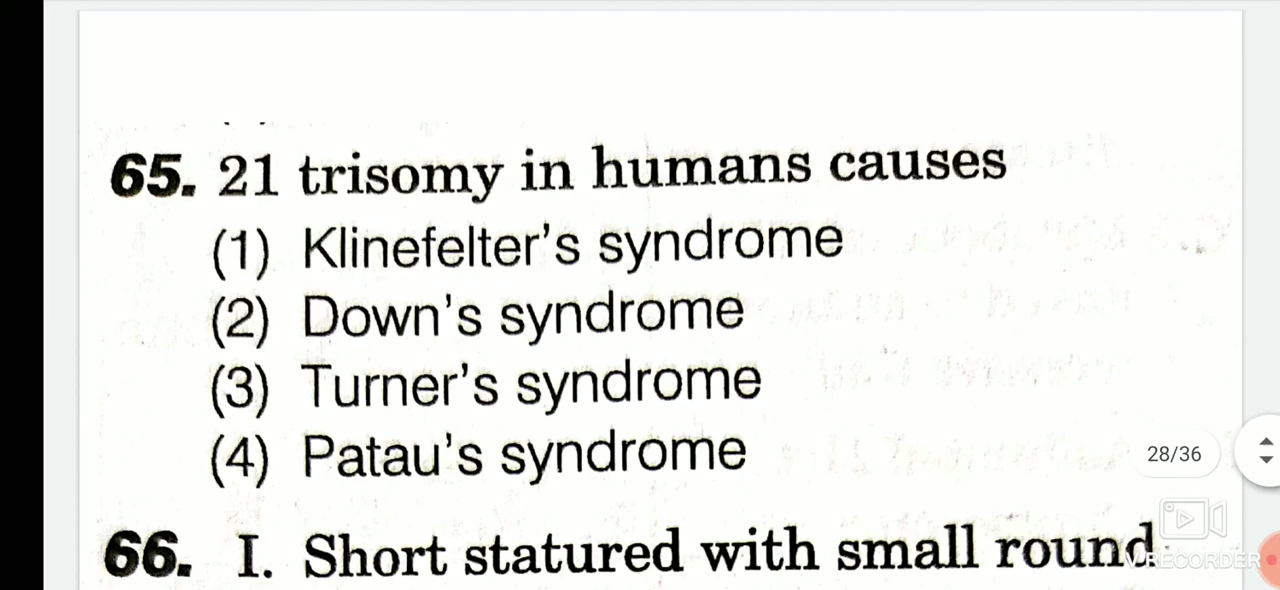 65. 21 trisomy in humans causes
(1) Klinefelter's syndrome
(2) Down's syndrome
(3) Turner's syndrome
(4) Patau's syndrome
28/36
66. I. Short statured with small round
V RECORDER